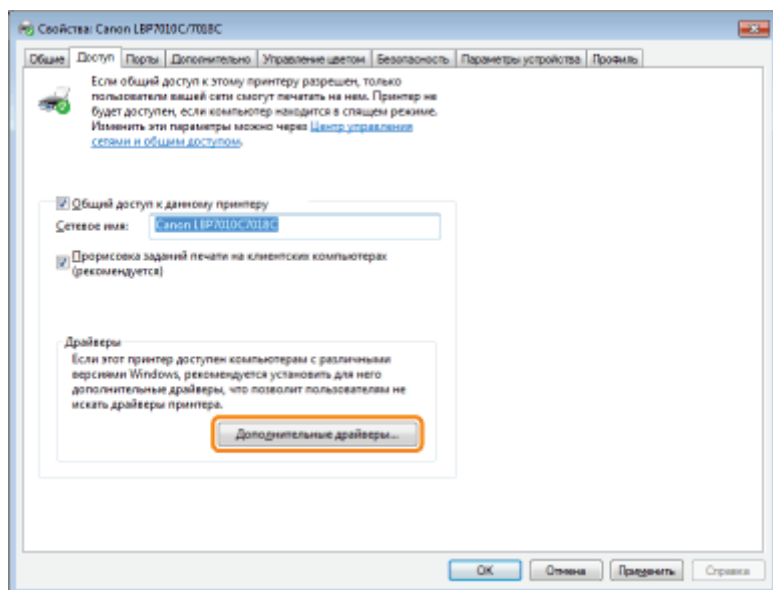 Свойства: Canon LBP7010C/7018C
Общие Доступ Порты Дополнительно Управление цветом Безопасность Параметры устройства Профиль
Если общий доступ к этому принтеру разрешен, только
пользователи вашей сети смогут печатать на нем. Принтер не
будет доступен, если компьютер находится в спящем режиме.
Изменить эти параметры можно через Центр управления
сетями и общим доступом.
Общий доступ к данному принтеру
Сетевое имя: Canon LBP7010C7018C
Прорисовка заданий печати на клиентских компьютерах
(рекомендуется)
Драйверы
Если этот принтер доступен компьютерам с различными
версиями Windows, рекомендуется установить для него
дополнительные драйверы, что позволит пользователям не
искать драйверы принтера.
Дополнительные драйверы...
OK Отмена Применить Справка